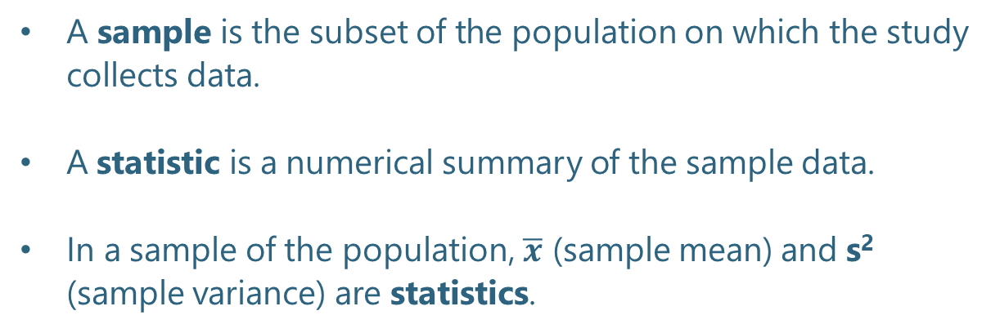 • A sample is the subset of the population on which the study
collects data.
• A statistic is a numerical summary of the sample data.
• In a sample of the population, x̅ (sample mean) and s²
(sample variance) are statistics.